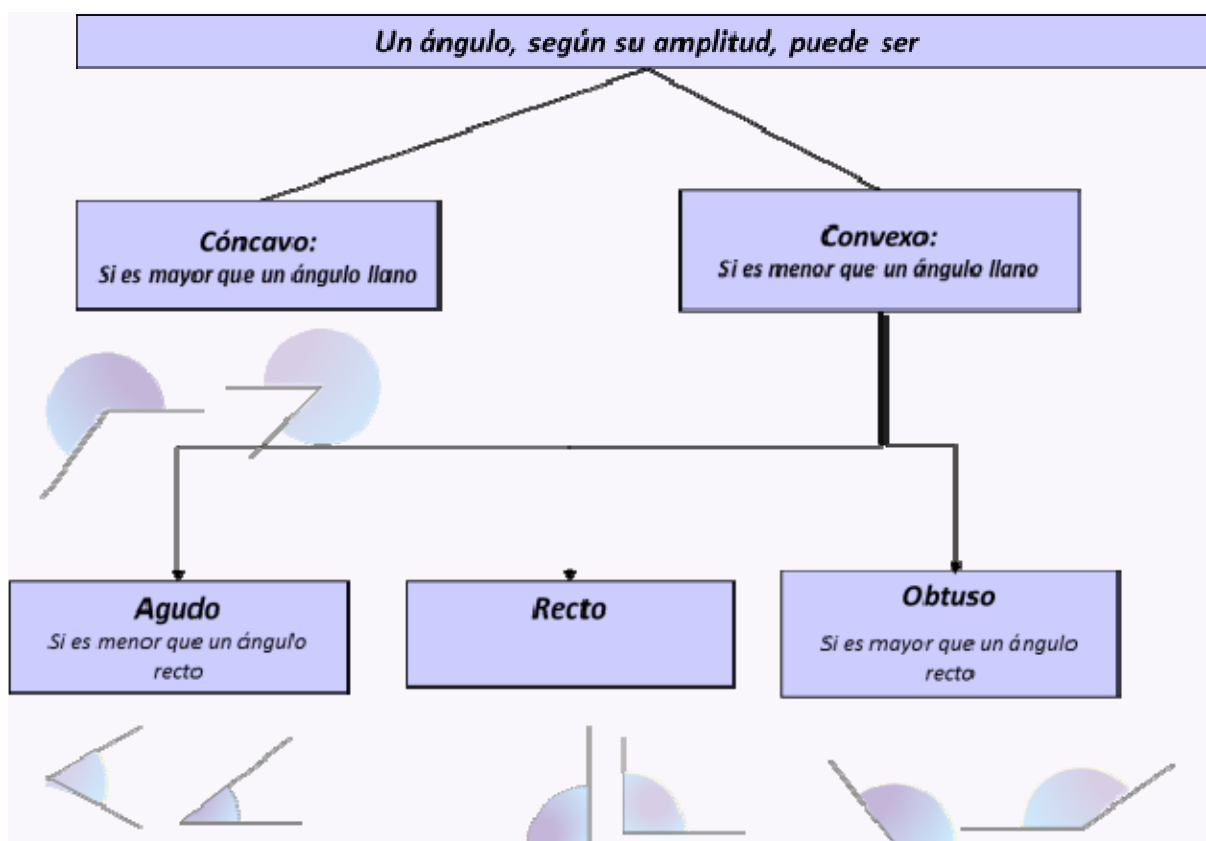 Un ángulo, según su amplitud, puede ser
Cóncavo:
Si es mayor que un ángulo llano
Convexo:
Si es menor que un ángulo llano
Agudo
Si es menor que un ángulo
recto
Recto
Obtuso
Si es mayor que un ángulo
recto